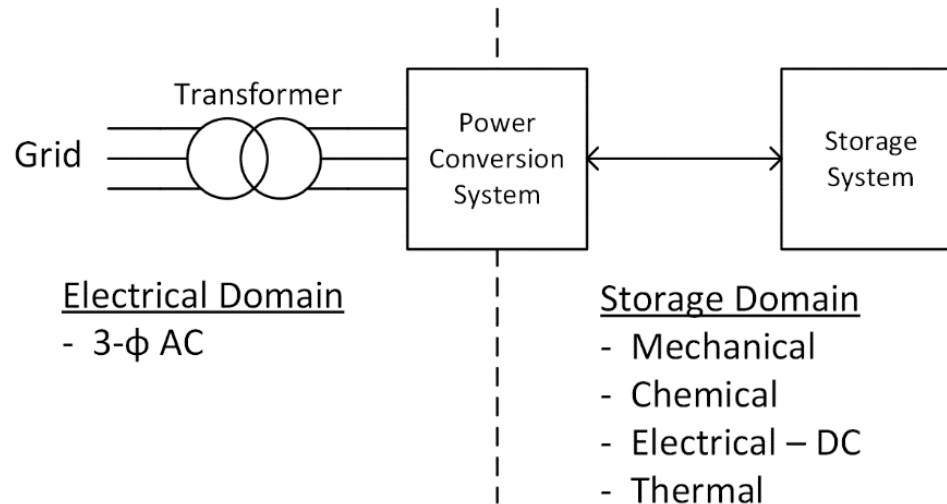 Transformer
Grid
Power
Conversion
System
Storage
System
Electrical Domain
- 3-ϕ AC
Storage Domain
- Mechanical
- Chemical
- Electrical – DC
- Thermal